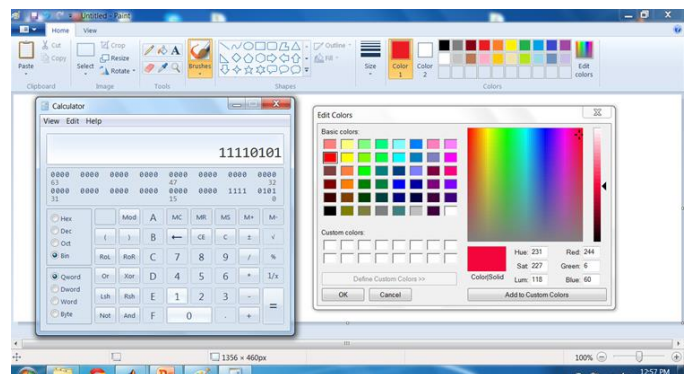 Untitled - Paint
Home View
Cut
Copy
Paste
Select
Crop
Resize
Rotate
A
Brushes
Outline
Fill
Size
Color 1
Color 2
Edit colors
Clipboard Image Tools Shapes Colors
Calculator
View Edit Help
11110101
0000 0000 0000 0000 0000 0000 0000 0000
63 47 32
0000 0000 0000 0000 0000 0000 1111 0101
31 15 0
Hex Mod A MC MR MS M+ M-
Dec ( ) B ← CE C ± √
Oct
Bin RoL RoR C 7 8 9 / %
Qword Or Xor D 4 5 6 * 1/x
Dword Lsh Rsh E 1 2 3 - =
Word
Byte Not And F 0 . +
Edit Colors
Basic colors:
Custom colors:
Define Custom Colors >>
OK Cancel
Color|Solid
Hue: 231 Red: 244
Sat: 227 Green: 6
Lum: 118 Blue: 60
Add to Custom Colors
1356 × 460px
100%
12:57 PM